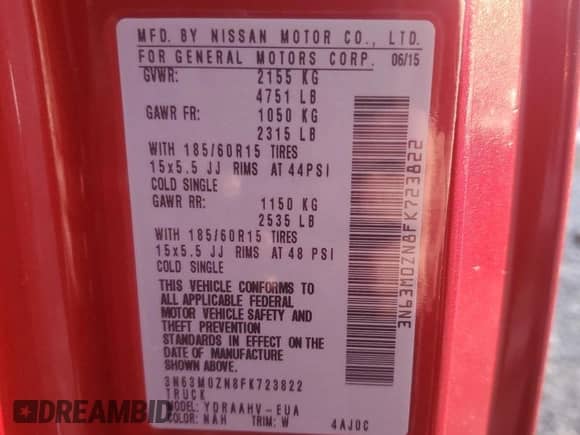 MFD. BY NISSAN MOTOR CO., LTD.
FOR GENERAL MOTORS CORP. 06/15
GVWR: 2155 KG
4751 LB
GAWR FR: 1050 KG
2315 LB
WITH 185/60R15 TIRES
15x5.5 JJ RIMS AT 44PSI
COLD SINGLE
GAWR RR: 1150 KG
2535 LB
WITH 185/60R15 TIRES
15x5.5 JJ RIMS AT 48 PSI
COLD SINGLE
THIS VEHICLE CONFORMS TO
ALL APPLICABLE FEDERAL
MOTOR VEHICLE SAFETY AND
THEFT PREVENTION
STANDARDS IN EFFECT ON THE
DATE OF MANUFACTURE
SHOWN ABOVE.
3N63M0ZN8FK723822
TRUCK
MODEL: YDRAAHV-EUA
COLOR: NAH TRIM: W 4AJ0C
3N63M0ZN8FK723822
DREAMBID